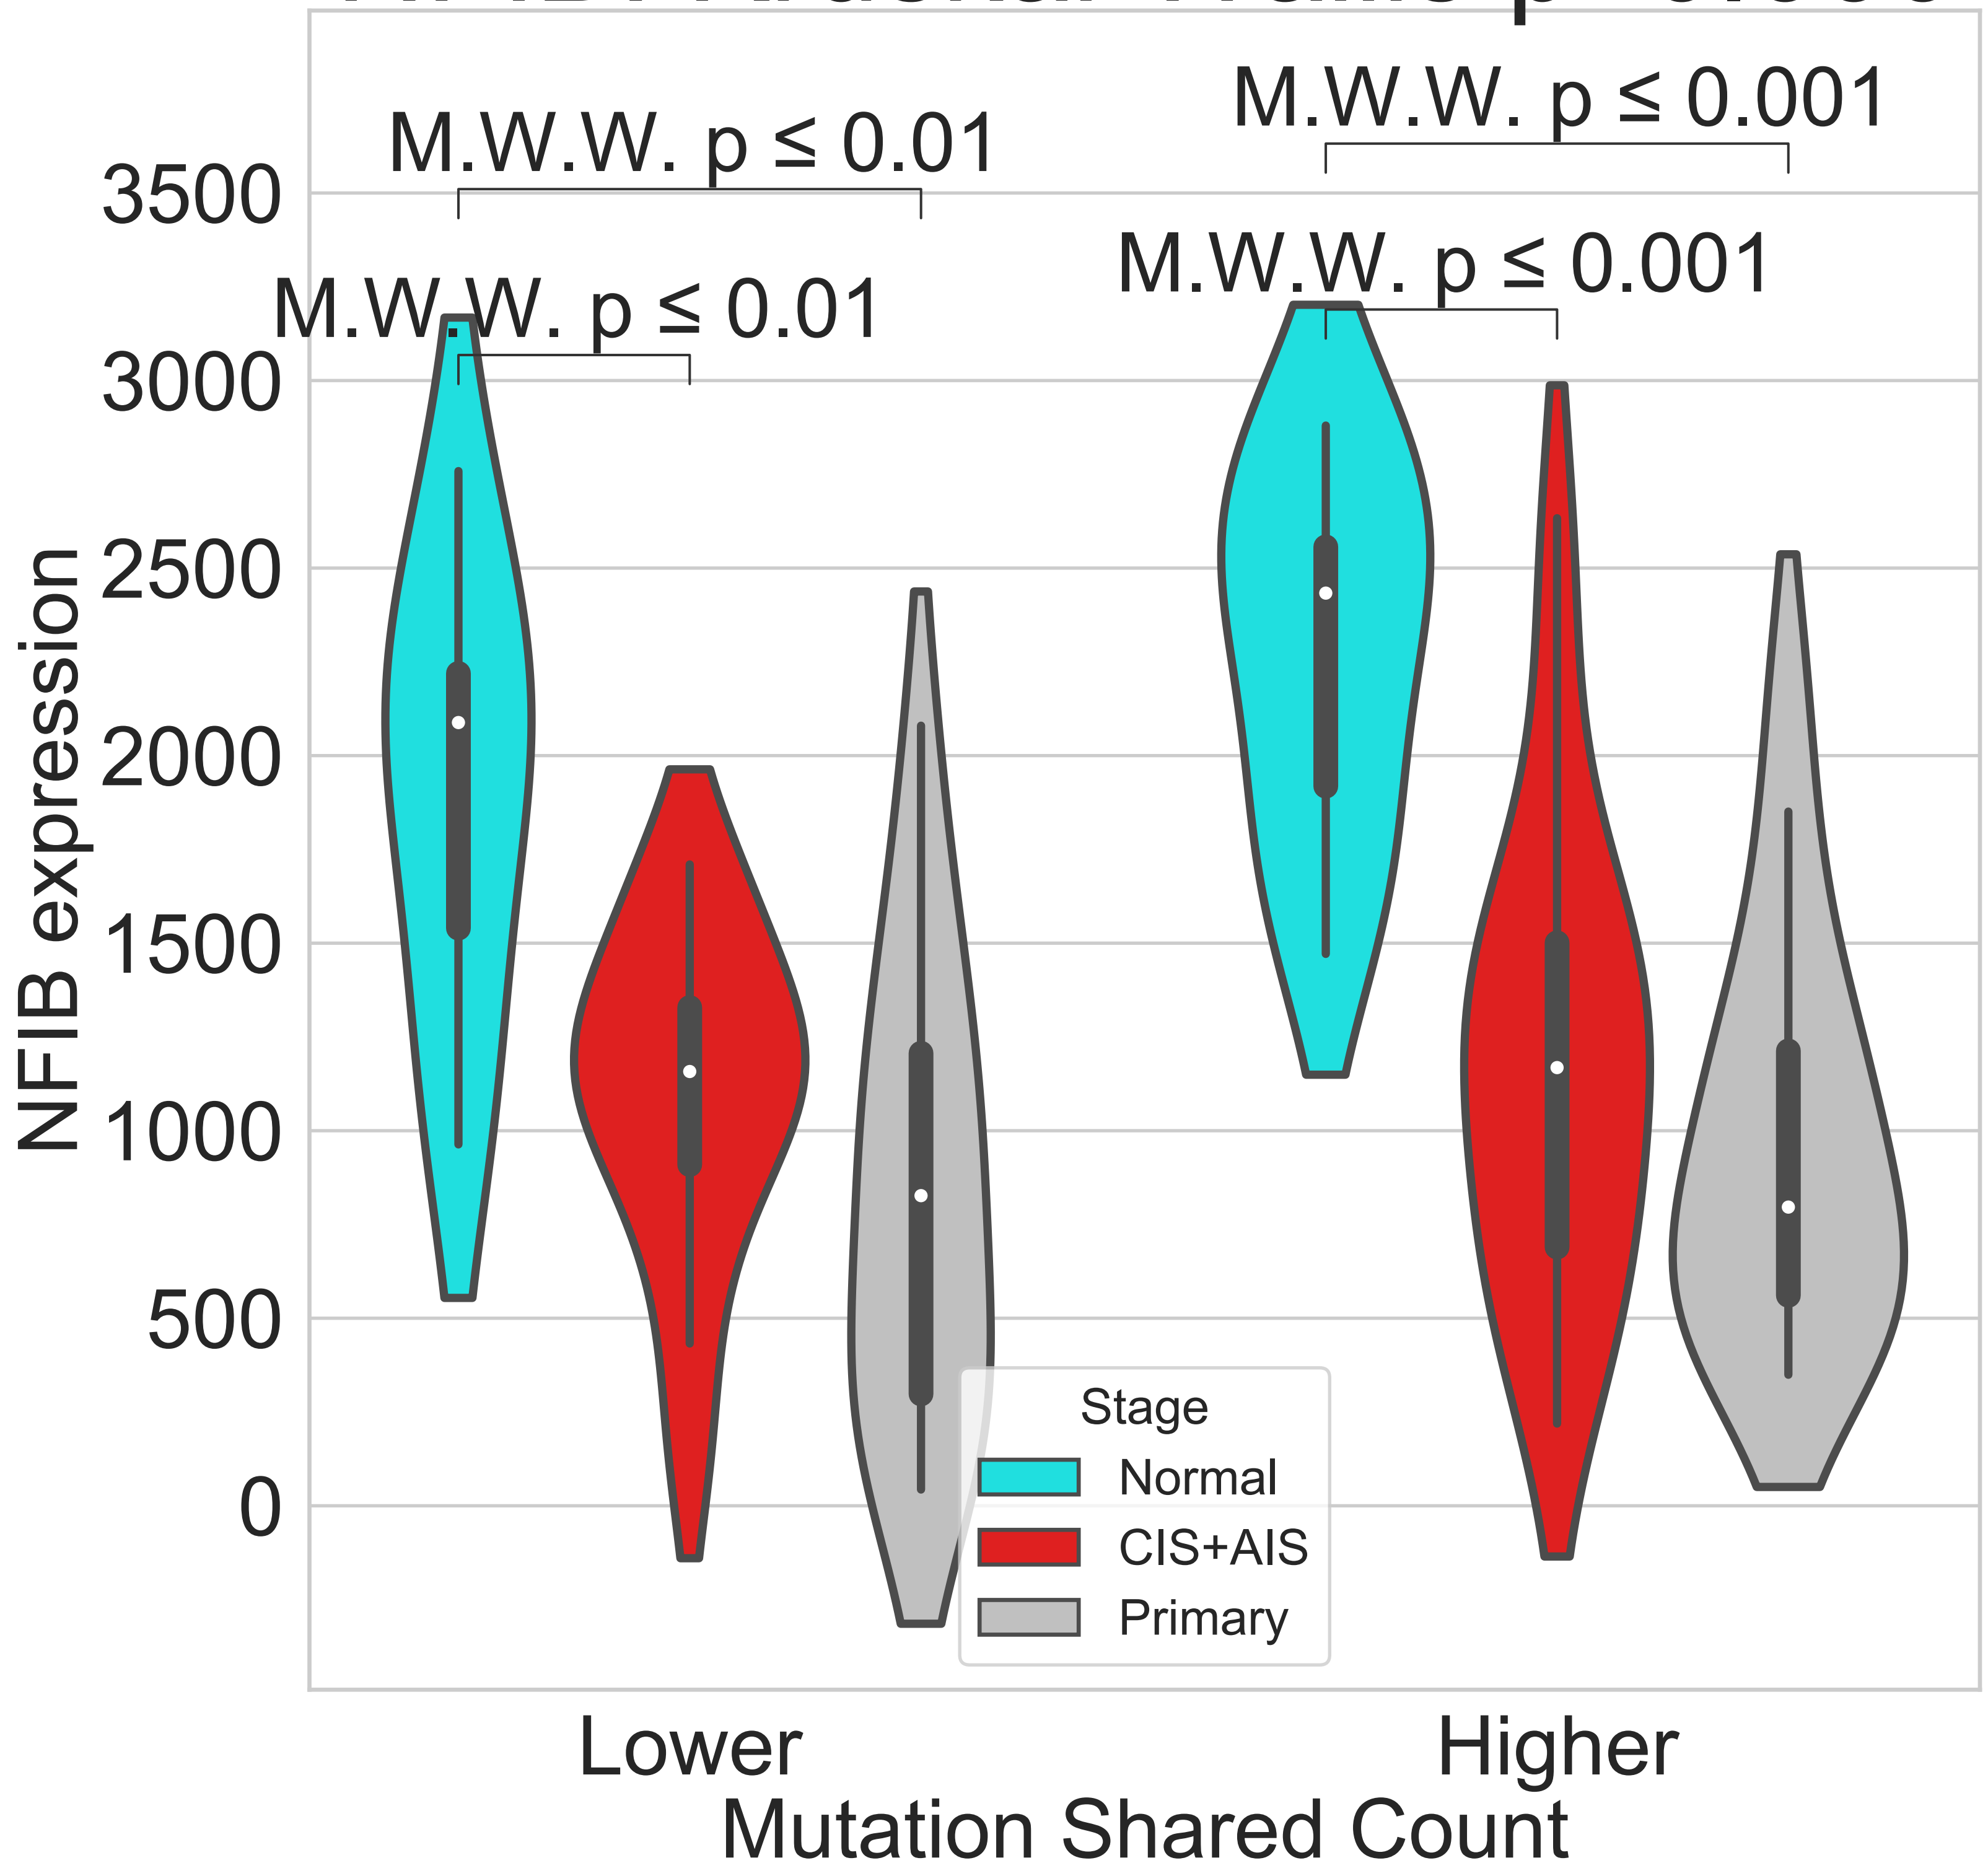 M.W.W. p ≤ 0.001
M.W.W. p ≤ 0.01
M.W.W. p ≤ 0.001
M.W.W. p ≤ 0.01
3500
3000
2500
2000
1500
1000
500
0
NFIB expression
Stage
Normal
CIS+AIS
Primary
Lower
Higher
Mutation Shared Count